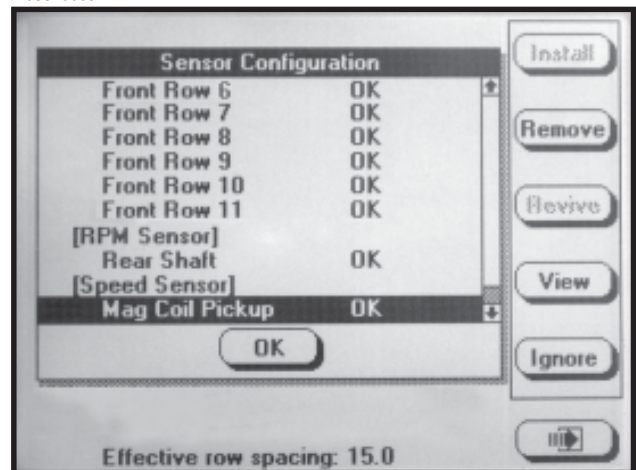 Sensor Configuration
Front Row 6 OK
Front Row 7 OK
Front Row 8 OK
Front Row 9 OK
Front Row 10 OK
Front Row 11 OK
[RPM Sensor]
Rear Shaft OK
[Speed Sensor]
Mag Coil Pickup OK
OK
Effective row spacing: 15.0
Install
Remove
Revive
View
Ignore